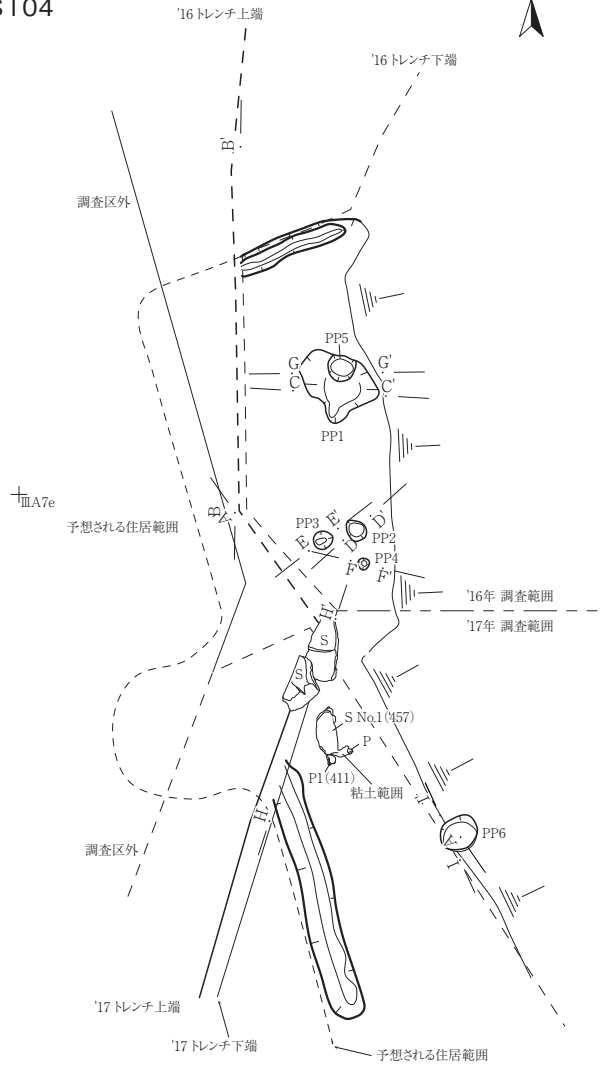 ST04
'16 トレンチ上端
'16 トレンチ下端
B'
調査区外
PP5
G
G'
C
C'
PP1
ⅢA7e
B
A
予想される住居範囲
PP3
E'
D'
E
D
PP2
PP4
F
F'
'16年 調査範囲
'17年 調査範囲
H
S
S
S No.1(457)
P
P1(411)
粘土範囲
H'
I'
PP6
A'
I
調査区外
'17 トレンチ上端
'17 トレンチ下端
予想される住居範囲